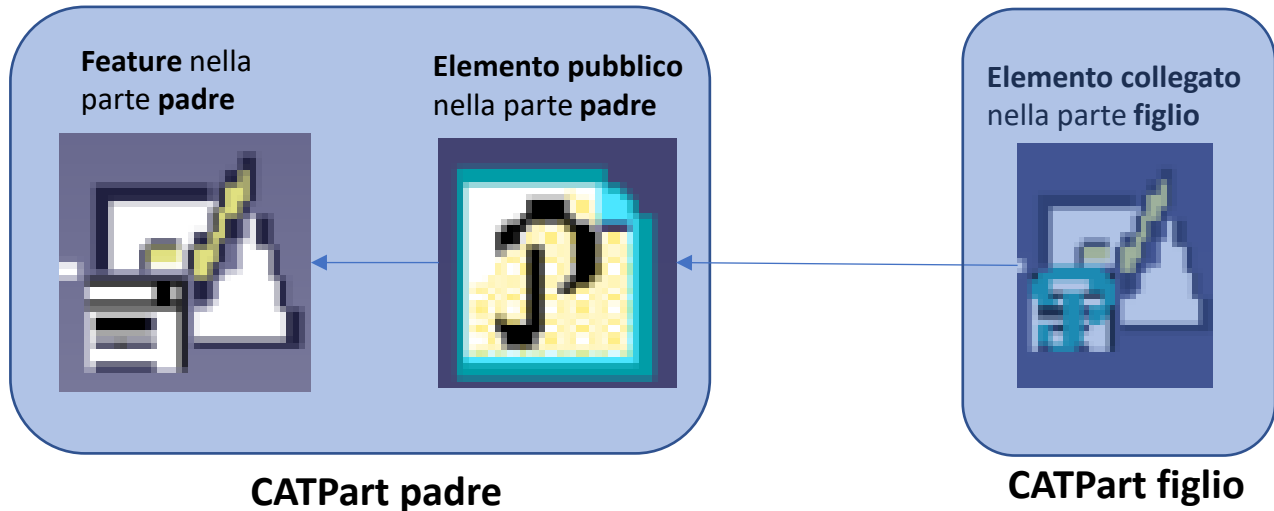 Feature nella
parte padre
Elemento pubblico
nella parte padre
Elemento collegato
nella parte figlio
CATPart padre
CATPart figlio